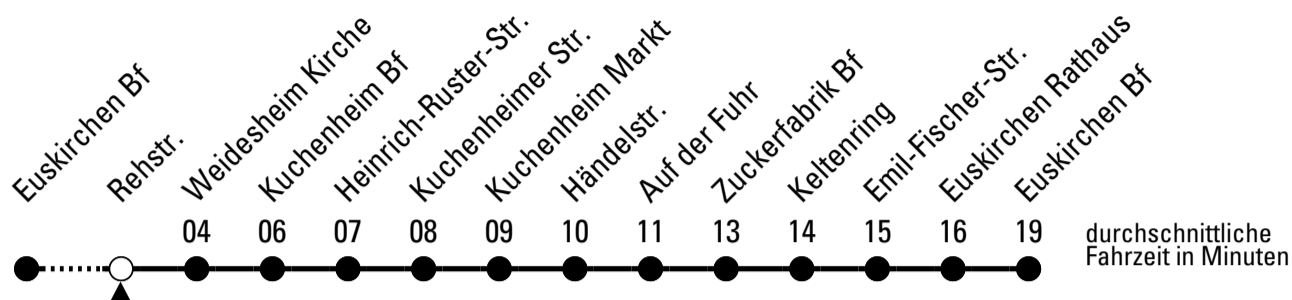 Euskirchen Bf
Rehstr.
Weidesheim Kirche
Kuchenheim Bf
Heinrich-Ruster-Str.
Kuchenheimer Str.
Kuchenheim Markt
Händelstr.
Auf der Fuhr
Zuckerfabrik Bf
Keltenring
Emil-Fischer-Str.
Euskirchen Rathaus
Euskirchen Bf
04 06 07 08 09 10 11 13 14 15 16 19
durchschnittliche
Fahrzeit in Minuten